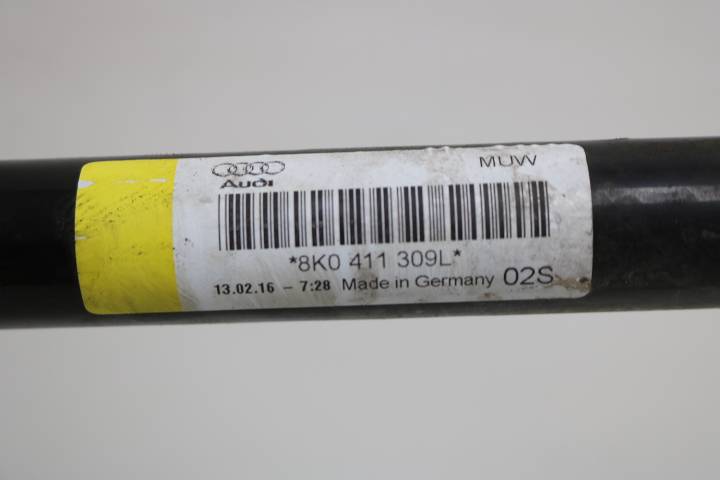 MUW
Audi
*8K0 411 309L*
13.02.16 – 7:28 Made in Germany 02S